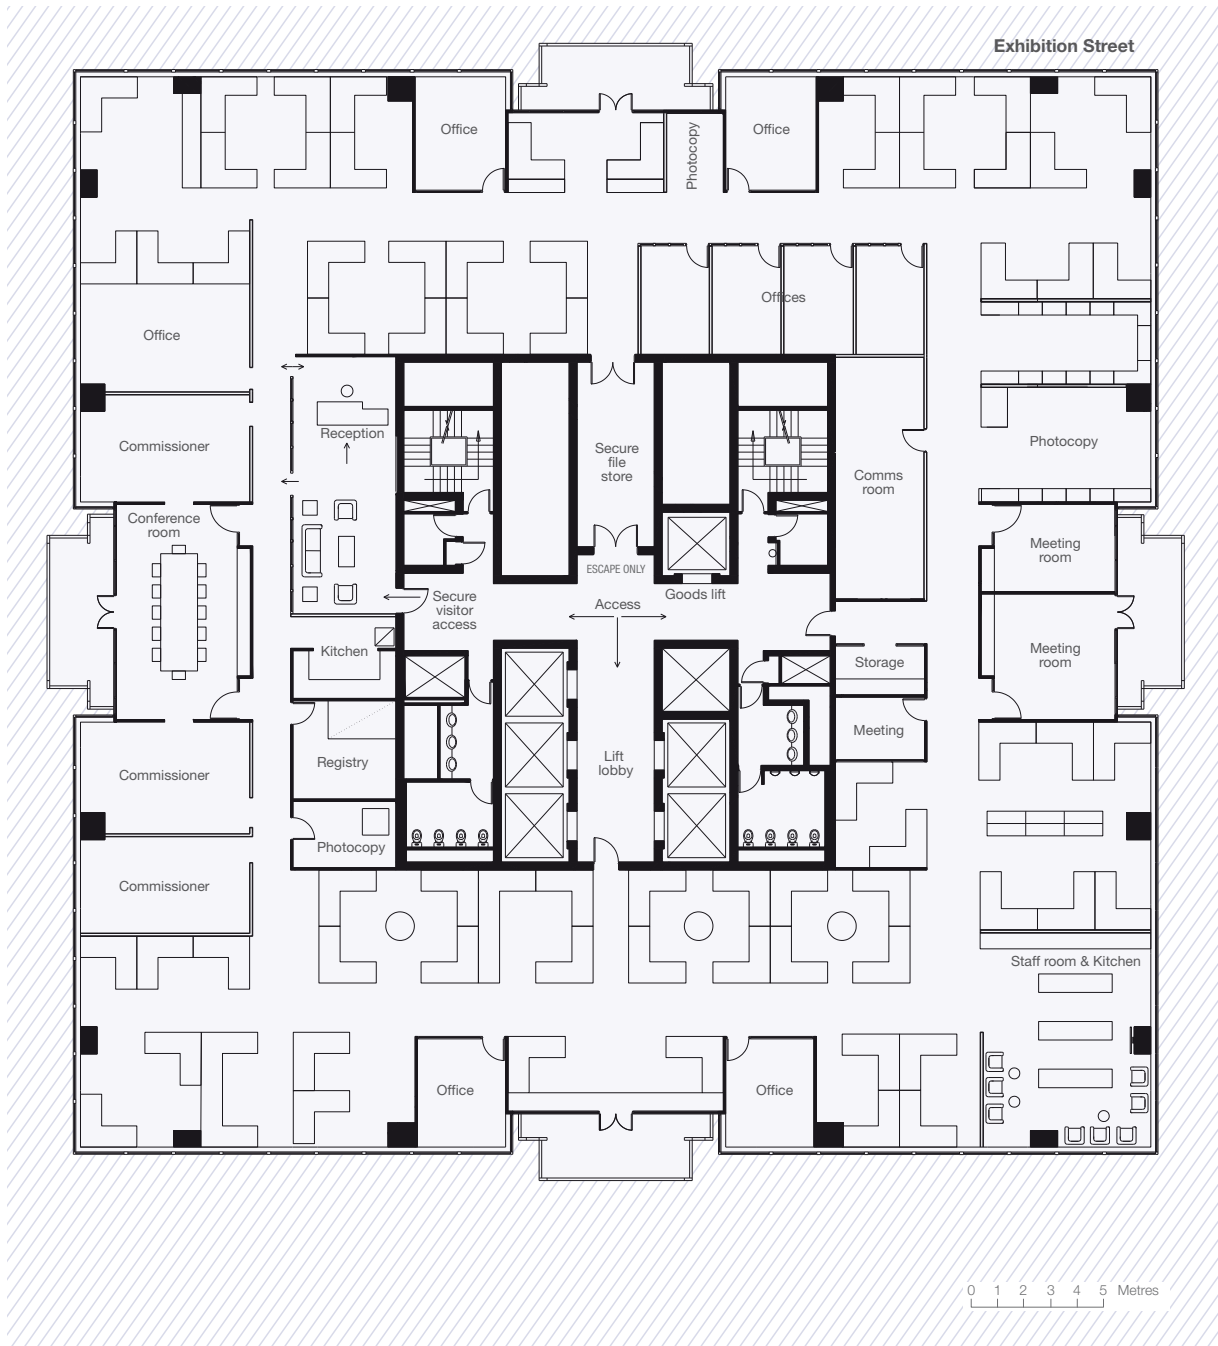 Exhibition Street
Office
Photocopy
Office
Offices
Office
Reception
Commissioner
Secure
file
store
Comms
room
Photocopy
Conference
room
ESCAPE ONLY
Goods lift
Meeting
room
Secure
visitor
access
Access
Kitchen
Storage
Meeting
room
Registry
Lift
lobby
Meeting
Commissioner
Photocopy
Commissioner
Staff room & Kitchen
Office
Office
0 1 2 3 4 5 Metres